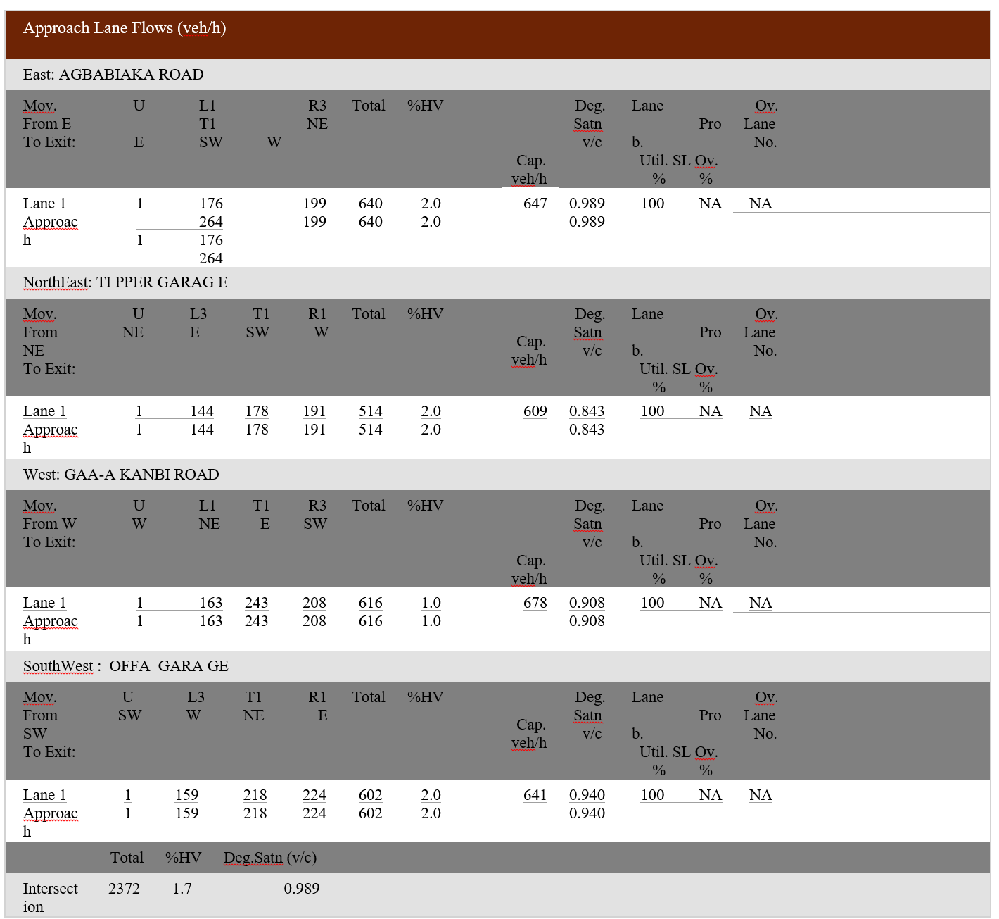 Approach Lane Flows (veh/h)
East: AGBABIAKA ROAD
Mov. U L1 R3 Total %HV Deg. Lane Ov.
From E T1 NE Satn Pro Lane
To Exit: E SW W v/c b. No.
Cap. Util. SL Ov.
veh/h % %
Lane 1 1 176 199 640 2.0 647 0.989 100 NA NA
Approac 264 199 640 2.0 0.989
h 1 176
264
NorthEast: TI PPER GARAG E
Mov. U L3 T1 R1 Total %HV Deg. Lane Ov.
From NE E SW W Cap. Satn Pro Lane
NE veh/h v/c b. No.
To Exit: Util. SL Ov.
% %
Lane 1 1 144 178 191 514 2.0 609 0.843 100 NA NA
Approac 1 144 178 191 514 2.0 0.843
h
West: GAA-A KANBI ROAD
Mov. U L1 T1 R3 Total %HV Deg. Lane Ov.
From W W NE E SW Satn Pro Lane
To Exit: v/c b. No.
Cap. Util. SL Ov.
veh/h % %
Lane 1 1 163 243 208 616 1.0 678 0.908 100 NA NA
Approac 1 163 243 208 616 1.0 0.908
h
SouthWest : OFFA GARA GE
Mov. U L3 T1 R1 Total %HV Deg. Lane Ov.
From SW W NE E Satn Pro Lane
SW Cap. v/c b. No.
To Exit: veh/h Util. SL Ov.
% %
Lane 1 1 159 218 224 602 2.0 641 0.940 100 NA NA
Approac 1 159 218 224 602 2.0 0.940
h
Total %HV Deg.Satn (v/c)
Intersect 2372 1.7 0.989
ion